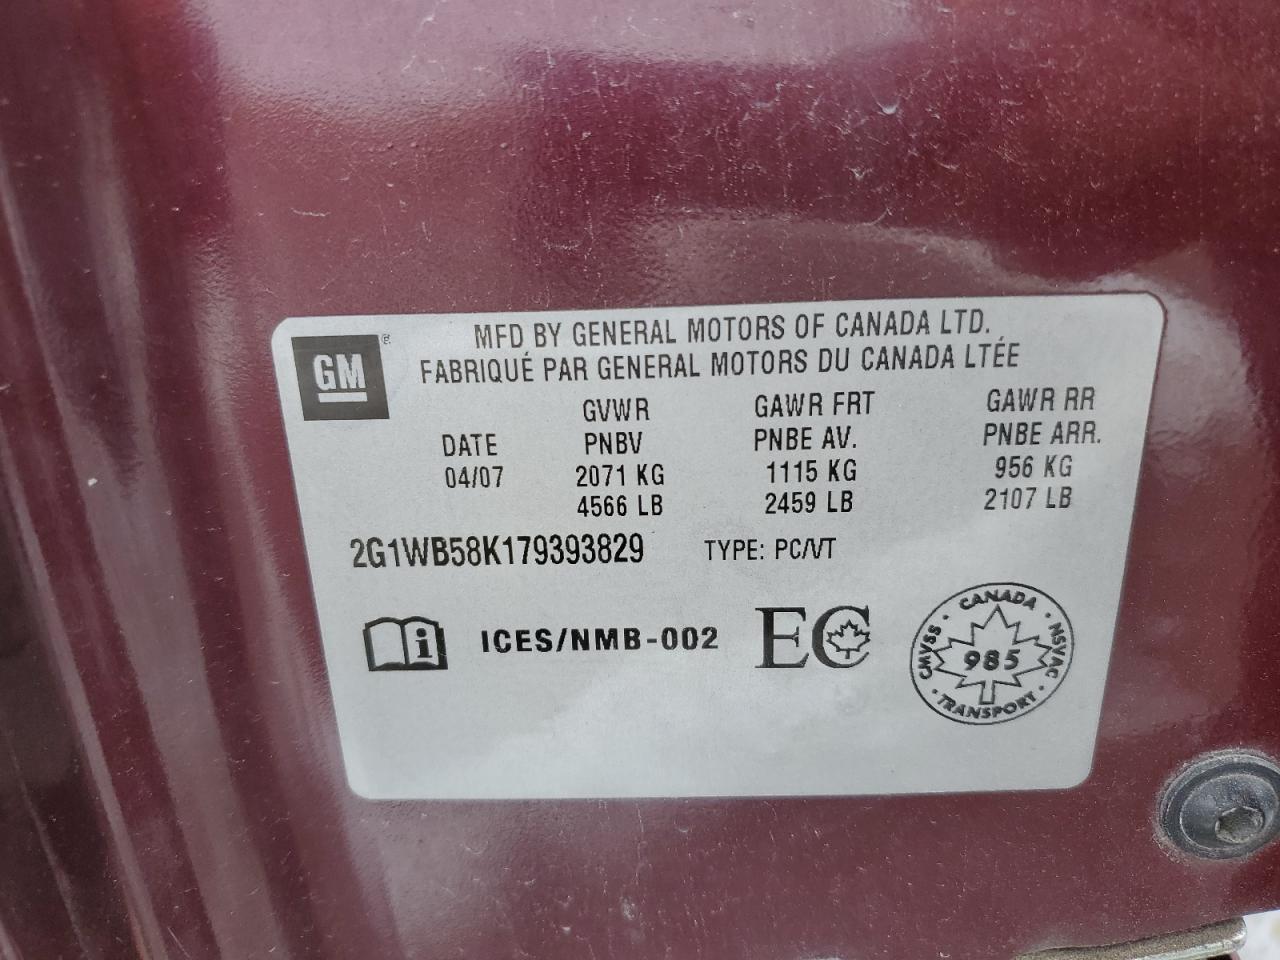 MFD BY GENERAL MOTORS OF CANADA LTD.
FABRIQUÉ PAR GENERAL MOTORS DU CANADA LTÉE
GM ®
GVWR GAWR FRT GAWR RR
DATE PNBV PNBE AV. PNBE ARR.
04/07 2071 KG 1115 KG 956 KG
4566 LB 2459 LB 2107 LB
2G1WB58K179393829 TYPE: PC/VT
i ICES/NMB-002 EC
CANADA
CMVSS 985 NSVAC
TRANSPORT